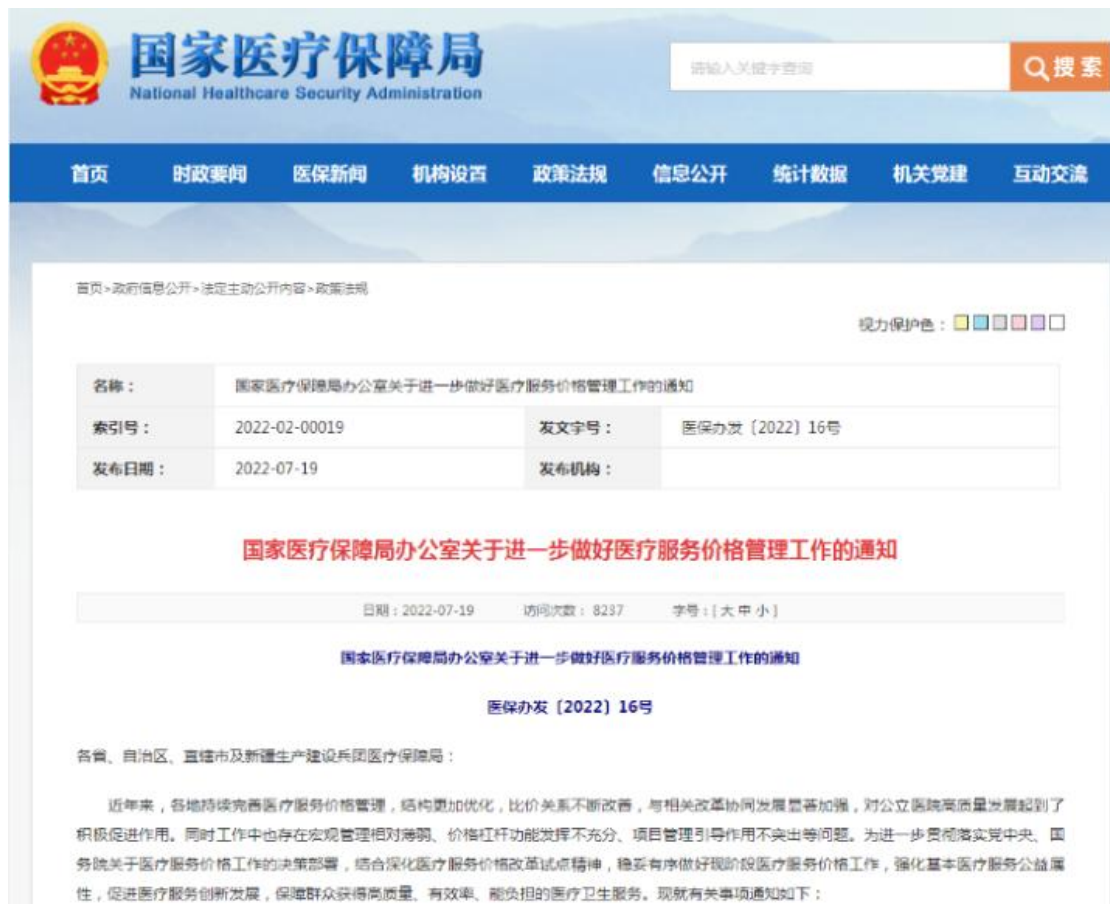 国家医疗保障局
National Healthcare Security Administration
请输入关键字查询
搜索
首页 时政要闻 医保新闻 机构设置 政策法规 信息公开 统计数据 机关党建 互动交流
首页>政府信息公开>法定主动公开内容>政策法规
视力保护色：
名称： 国家医疗保障局办公室关于进一步做好医疗服务价格管理工作的通知
索引号： 2022-02-00019 发文字号： 医保办发〔2022〕16号
发布日期： 2022-07-19 发布机构：
国家医疗保障局办公室关于进一步做好医疗服务价格管理工作的通知
日期：2022-07-19 访问次数：8237 字号：[ 大 中 小 ]
国家医疗保障局办公室关于进一步做好医疗服务价格管理工作的通知
医保办发〔2022〕16号
各省、自治区、直辖市及新疆生产建设兵团医疗保障局：
近年来，各地持续完善医疗服务价格管理，结构更加优化，比价关系不断改善，与相关改革协同发展显著加强，对公立医院高质量发展起到了
积极促进作用。同时工作中也存在宏观管理相对薄弱、价格杠杆功能发挥不充分、项目管理引导作用不突出等问题。为进一步贯彻落实党中央、国
务院关于医疗服务价格工作的决策部署，结合深化医疗服务价格改革试点精神，稳妥有序做好现阶段医疗服务价格工作，强化基本医疗服务公益属
性，促进医疗服务创新发展，保障群众获得高质量、有效率、能负担的医疗卫生服务。现就有关事项通知如下：